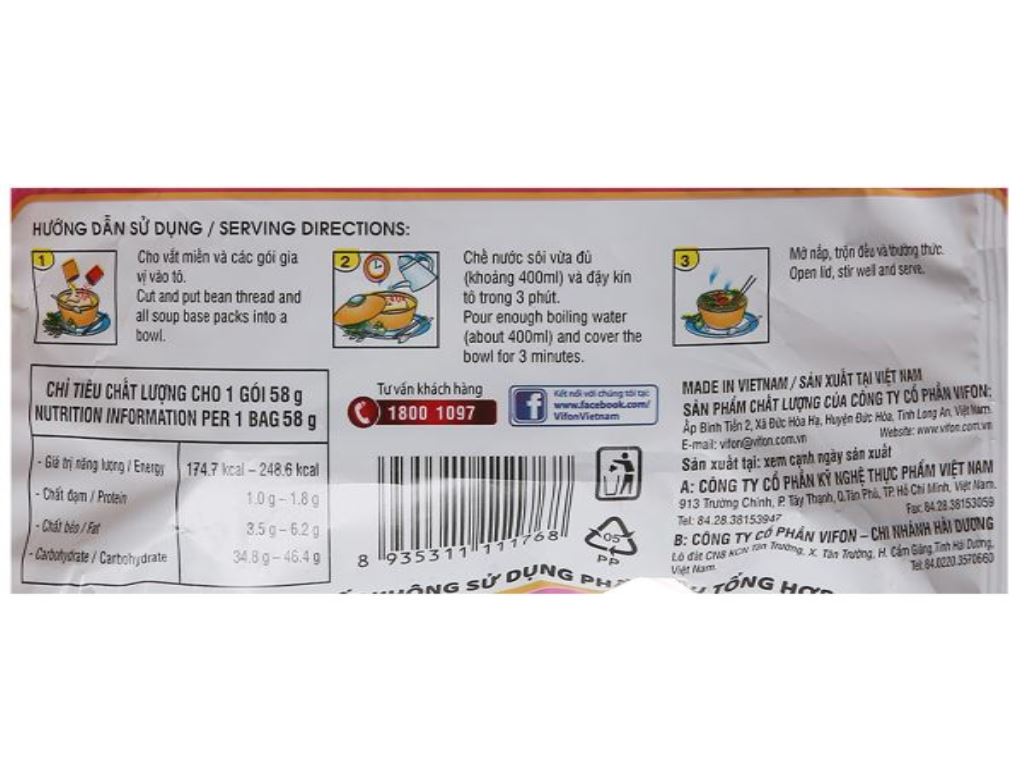 HƯỚNG DẪN SỬ DỤNG / SERVING DIRECTIONS:
1
Cho vắt miến và các gói gia
vị vào tô.
Cut and put bean thread and
all soup base packs into a
bowl.
2
Chế nước sôi vừa đủ
(khoảng 400ml) và đậy kín
tô trong 3 phút.
Pour enough boiling water
(about 400ml) and cover the
bowl for 3 minutes.
3
Mở nắp, trộn đều và thưởng thức.
Open lid, stir well and serve.
CHỈ TIÊU CHẤT LƯỢNG CHO 1 GÓI 58 g
NUTRITION INFORMATION PER 1 BAG 58 g
- Giá trị năng lượng / Energy 174.7 kcal – 248.6 kcal
- Chất đạm / Protein 1.0 g – 1.8 g
- Chất béo / Fat 3.5 g – 6.2 g
- Carbohydrate / Carbohydrate 34.8 g – 46.4 g
Tư vấn khách hàng
1800 1097
f
Kết nối với chúng tôi tại:
www.facebook.com/
VifonVietnam
8 935311 111768
05
PP
MADE IN VIETNAM / SẢN XUẤT TẠI VIỆT NAM
SẢN PHẨM CHẤT LƯỢNG CỦA CÔNG TY CỔ PHẦN VIFON:
Ấp Bình Tiền 2, Xã Đức Hòa Hạ, Huyện Đức Hòa, Tỉnh Long An, Việt Nam.
E-mail: vifon@vifon.com.vn Website: www.vifon.com.vn
Sản xuất tại: xem cạnh ngày sản xuất
A: CÔNG TY CỔ PHẦN KỸ NGHỆ THỰC PHẨM VIỆT NAM
913 Trường Chinh, P. Tây Thạnh, Q.Tân Phú, TP. Hồ Chí Minh, Việt Nam.
Tel: 84.28.38153947 Fax: 84.28.38153059
B: CÔNG TY CỔ PHẦN VIFON – CHI NHÁNH HẢI DƯƠNG
Lô đất CN8 KCN Tân Trường, X. Tân Trường, H. Cẩm Giàng, Tỉnh Hải Dương,
Việt Nam. Tel: 84.0220.3570660
KHÔNG SỬ DỤNG TỔNG HỢP